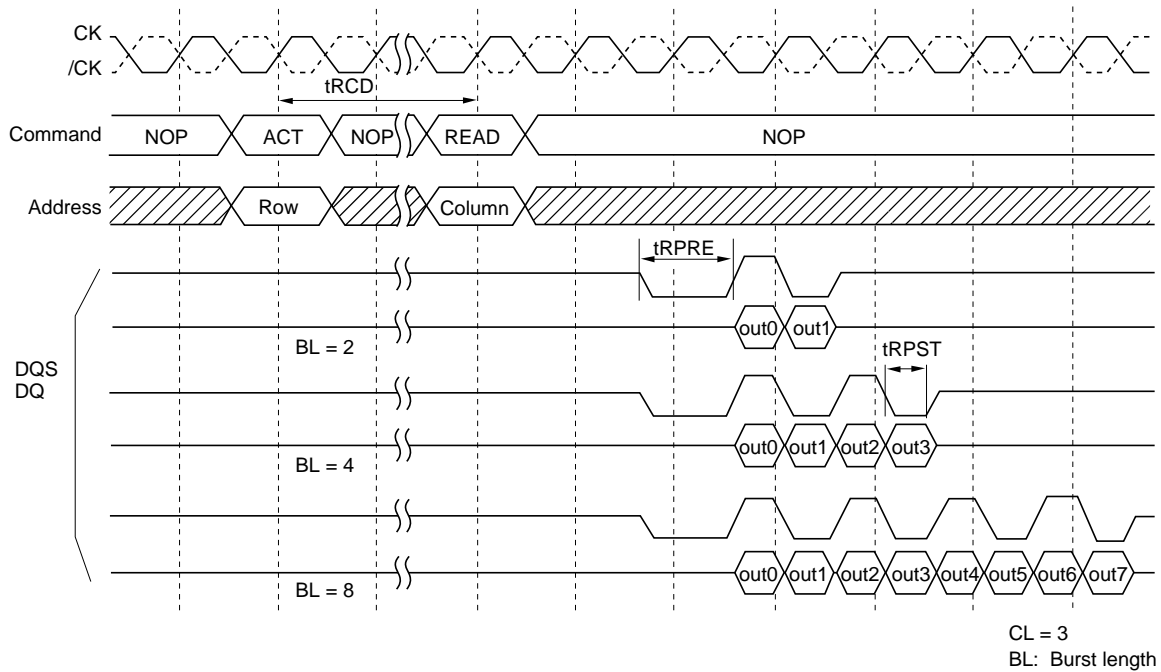 CK
/CK
tRCD
Command NOP ACT NOP READ NOP
Address Row Column
tRPRE
out0 out1
BL = 2
tRPST
DQS
DQ
out0 out1 out2 out3
BL = 4
out0 out1 out2 out3 out4 out5 out6 out7
BL = 8
CL = 3
BL: Burst length